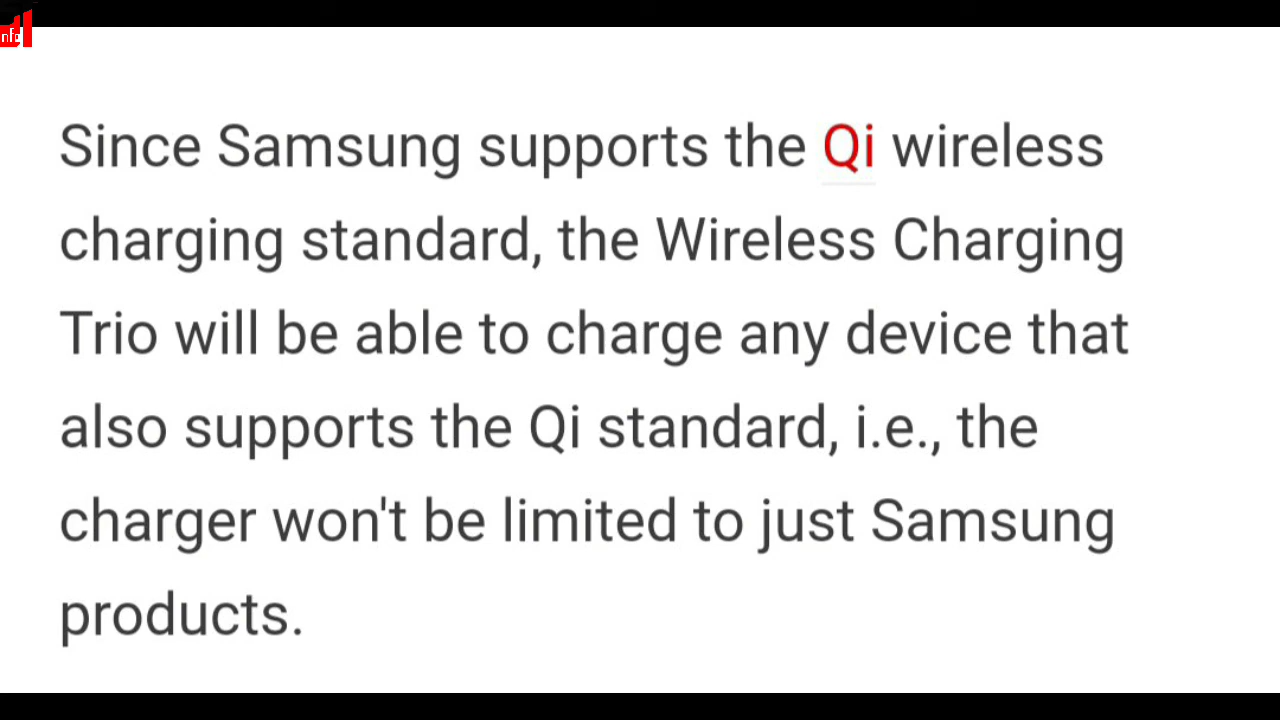 nfo
Since Samsung supports the Qi wireless
charging standard, the Wireless Charging
Trio will be able to charge any device that
also supports the Qi standard, i.e., the
charger won't be limited to just Samsung
products.